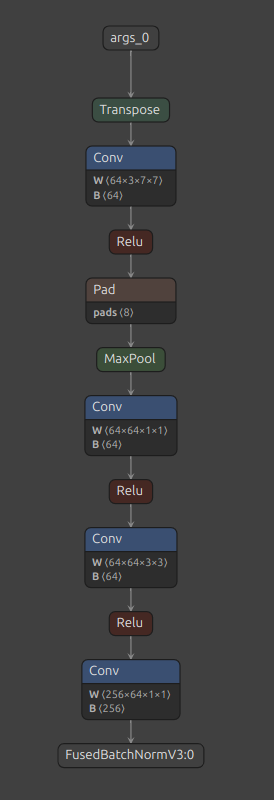 args_0
Transpose
Conv
W ⟨64×3×7×7⟩
B ⟨64⟩
Relu
Pad
pads ⟨8⟩
MaxPool
Conv
W ⟨64×64×1×1⟩
B ⟨64⟩
Relu
Conv
W ⟨64×64×3×3⟩
B ⟨64⟩
Relu
Conv
W ⟨256×64×1×1⟩
B ⟨256⟩
FusedBatchNormV3:0